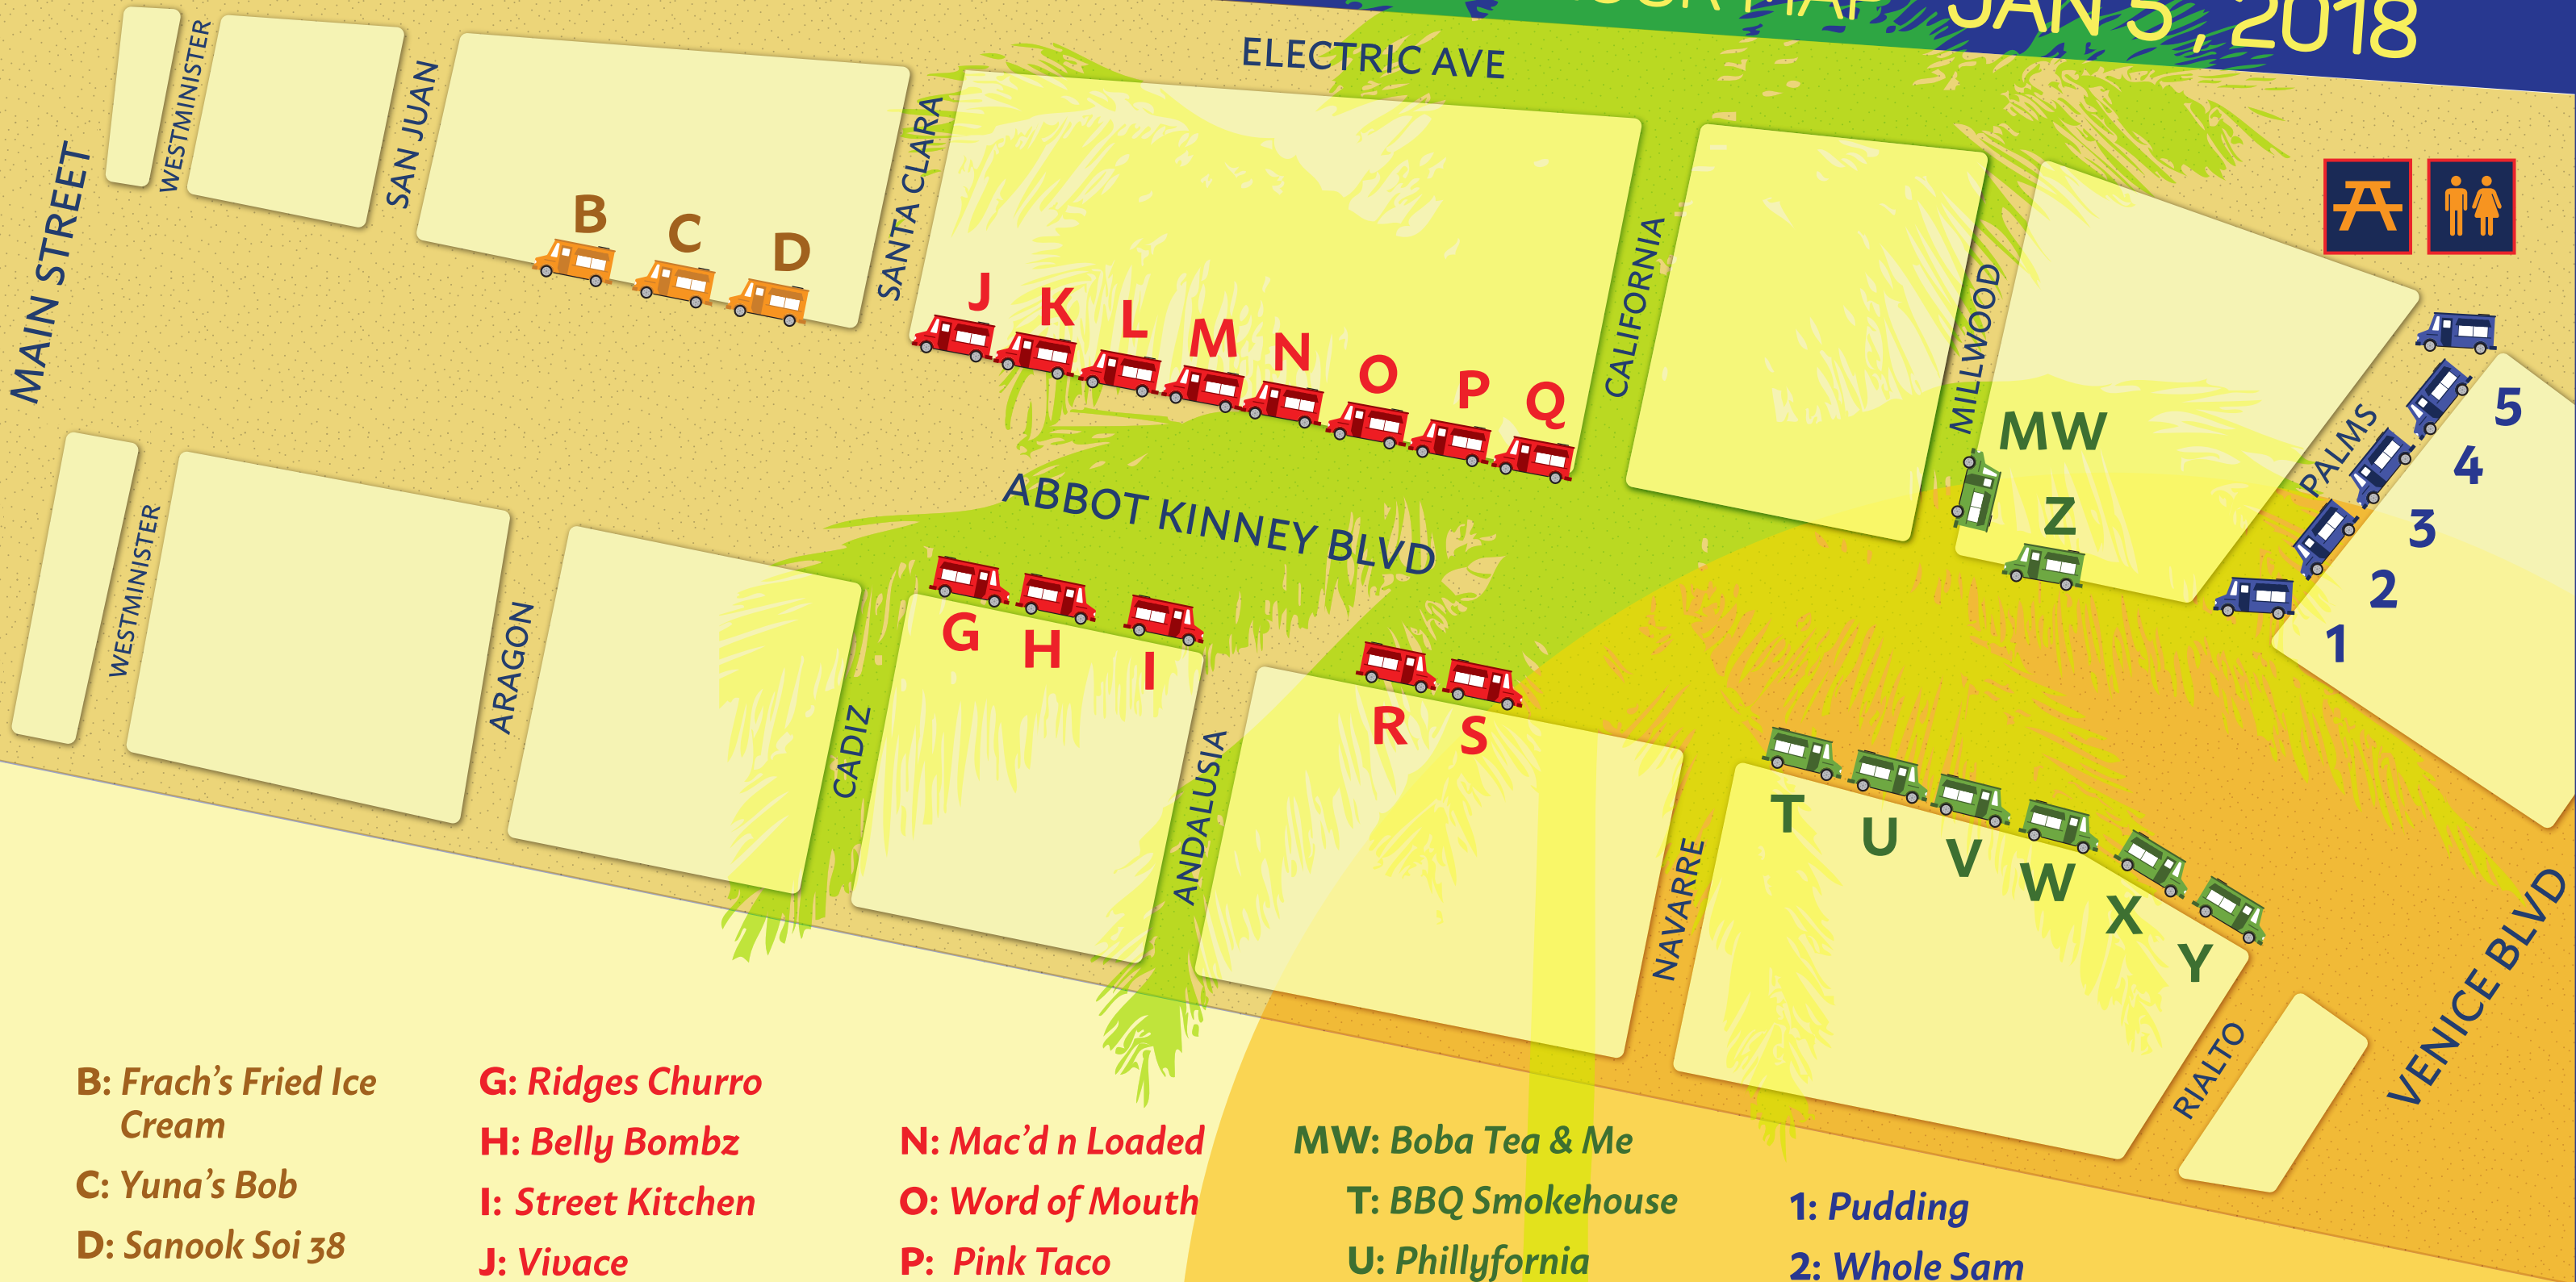 JAN 5, 2018
ELECTRIC AVE
WESTMINISTER
SAN JUAN
SANTA CLARA
MAIN STREET
CALIFORNIA
MILLWOOD
PALMS
B
C
D
J
K
L
M
N
O
P
Q
MW
Z
5
4
3
2
1
ABBOT KINNEY BLVD
G
H
I
R
S
T
U
V
W
X
Y
WESTMINISTER
ARAGON
CADIZ
ANDALUSIA
NAVARRE
RIALTO
VENICE BLVD
B: Frach's Fried Ice
Cream
C: Yuna's Bob
D: Sanook Soi 38
G: Ridges Churro
H: Belly Bombz
I: Street Kitchen
J: Vivace
N: Mac'd n Loaded
O: Word of Mouth
P: Pink Taco
MW: Boba Tea & Me
T: BBQ Smokehouse
U: Phillyfornia
1: Pudding
2: Whole Sam